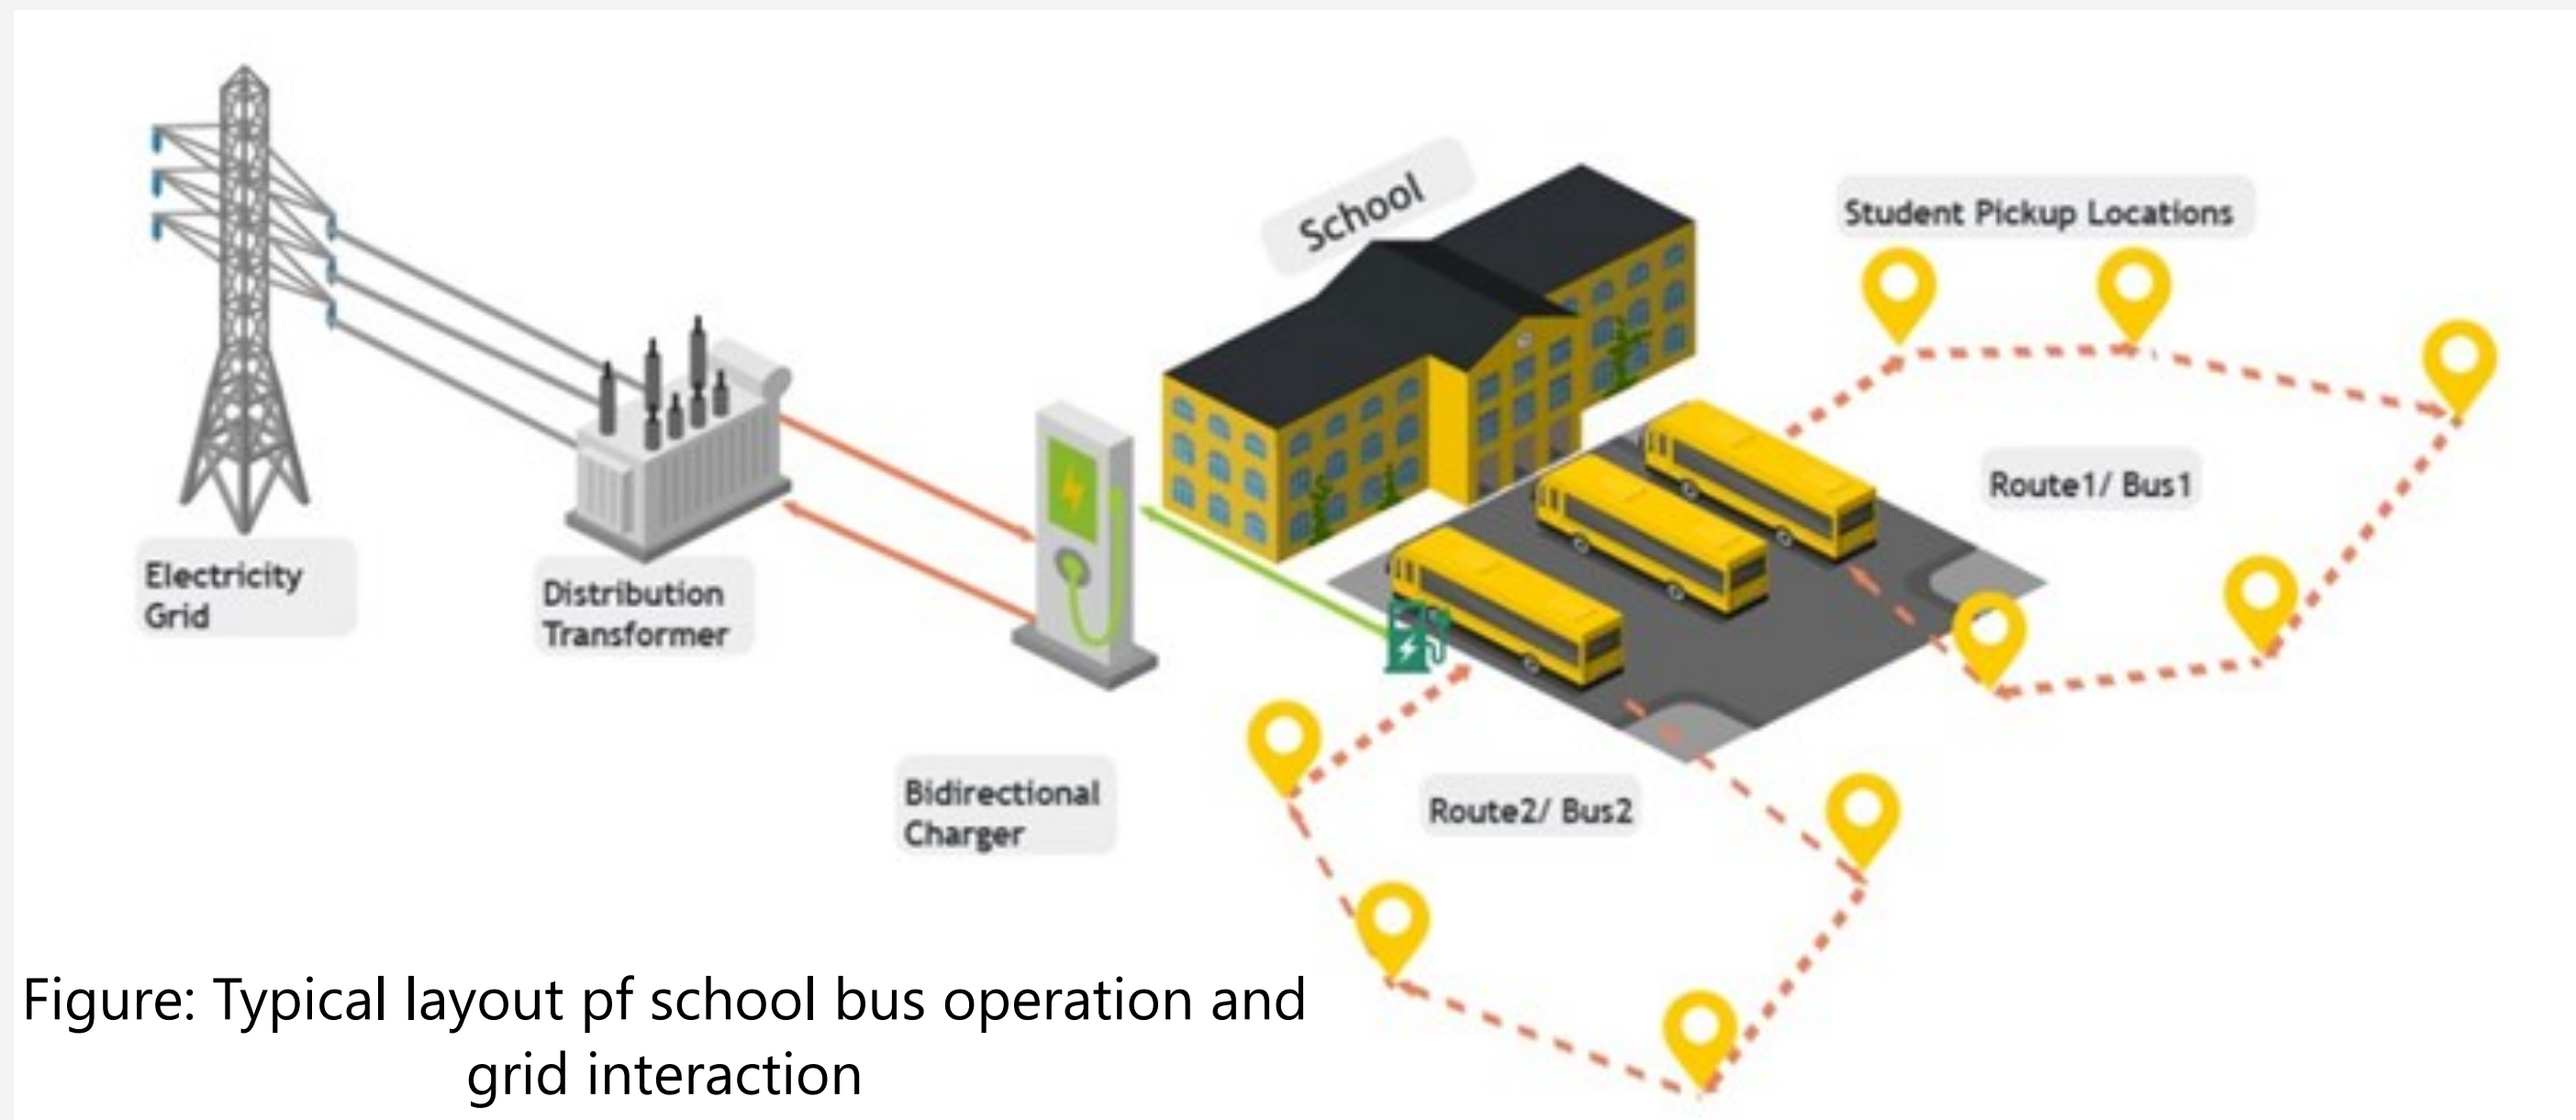 School
Student Pickup Locations
Route1/ Bus1
Electricity
Grid
Distribution
Transformer
Bidirectional
Charger
Route2/ Bus2
Figure: Typical layout pf school bus operation and
grid interaction